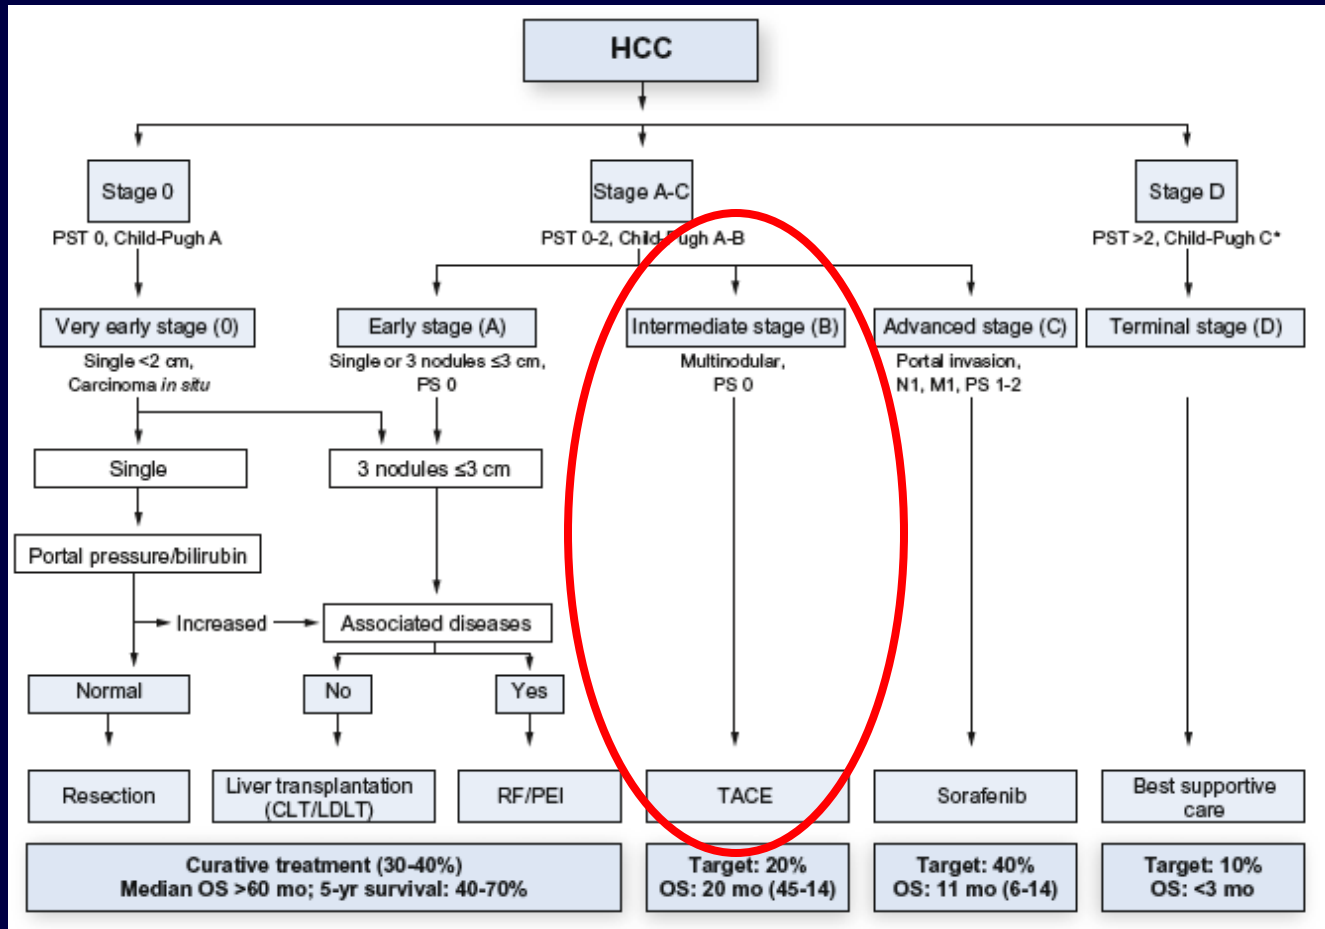 HCC
Stage 0
PST 0, Child-Pugh A
Stage A-C
PST 0-2, Child-Pugh A-B
Stage D
PST >2, Child-Pugh C*
Very early stage (0)
Single <2 cm,
Carcinoma in situ
Early stage (A)
Single or 3 nodules ≤3 cm,
PS 0
Intermediate stage (B)
Multinodular,
PS 0
Advanced stage (C)
Portal invasion,
N1, M1, PS 1-2
Terminal stage (D)
Single
3 nodules ≤3 cm
Portal pressure/bilirubin
Increased
Associated diseases
Normal
No
Yes
Resection
Liver transplantation
(CLT/LDLT)
RF/PEI
TACE
Sorafenib
Best supportive
care
Curative treatment (30-40%)
Median OS >60 mo; 5-yr survival: 40-70%
Target: 20%
OS: 20 mo (45-14)
Target: 40%
OS: 11 mo (6-14)
Target: 10%
OS: <3 mo